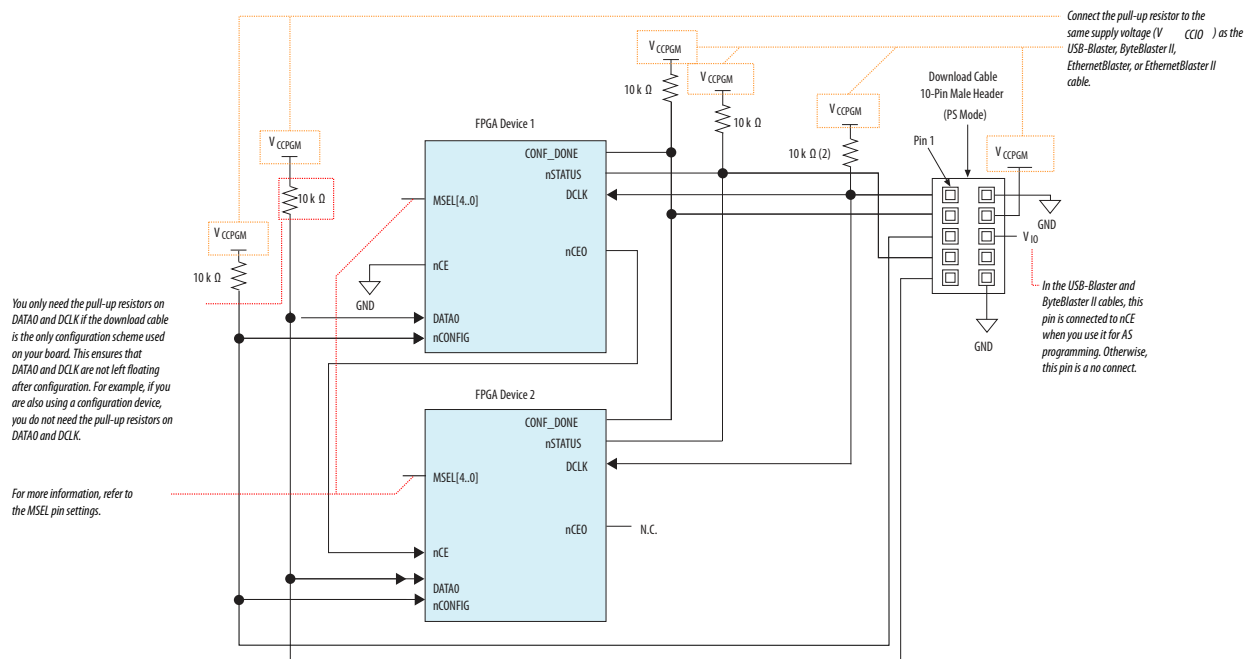 Connect the pull-up resistor to the
same supply voltage (V CCIO ) as the
USB-Blaster, ByteBlaster II,
EthernetBlaster, or EthernetBlaster II
cable.
V CCPGM
10 k Ω
V CCPGM
10 k Ω
V CCPGM
10 k Ω (2)
Download Cable
10-Pin Male Header
(PS Mode)
Pin 1
V CCPGM
GND
V IO
GND
In the USB-Blaster and
ByteBlaster II cables, this
pin is connected to nCE
when you use it for AS
programming. Otherwise,
this pin is a no connect.
V CCPGM
10 k Ω
V CCPGM
10 k Ω
You only need the pull-up resistors on
DATA0 and DCLK if the download cable
is the only configuration scheme used
on your board. This ensures that
DATA0 and DCLK are not left floating
after configuration. For example, if you
are also using a configuration device,
you do not need the pull-up resistors on
DATA0 and DCLK.
For more information, refer to
the MSEL pin settings.
FPGA Device 1
CONF_DONE
nSTATUS
DCLK
MSEL[4..0]
nCEO
nCE
GND
DATA0
nCONFIG
FPGA Device 2
CONF_DONE
nSTATUS
DCLK
MSEL[4..0]
nCEO
N.C.
nCE
DATA0
nCONFIG